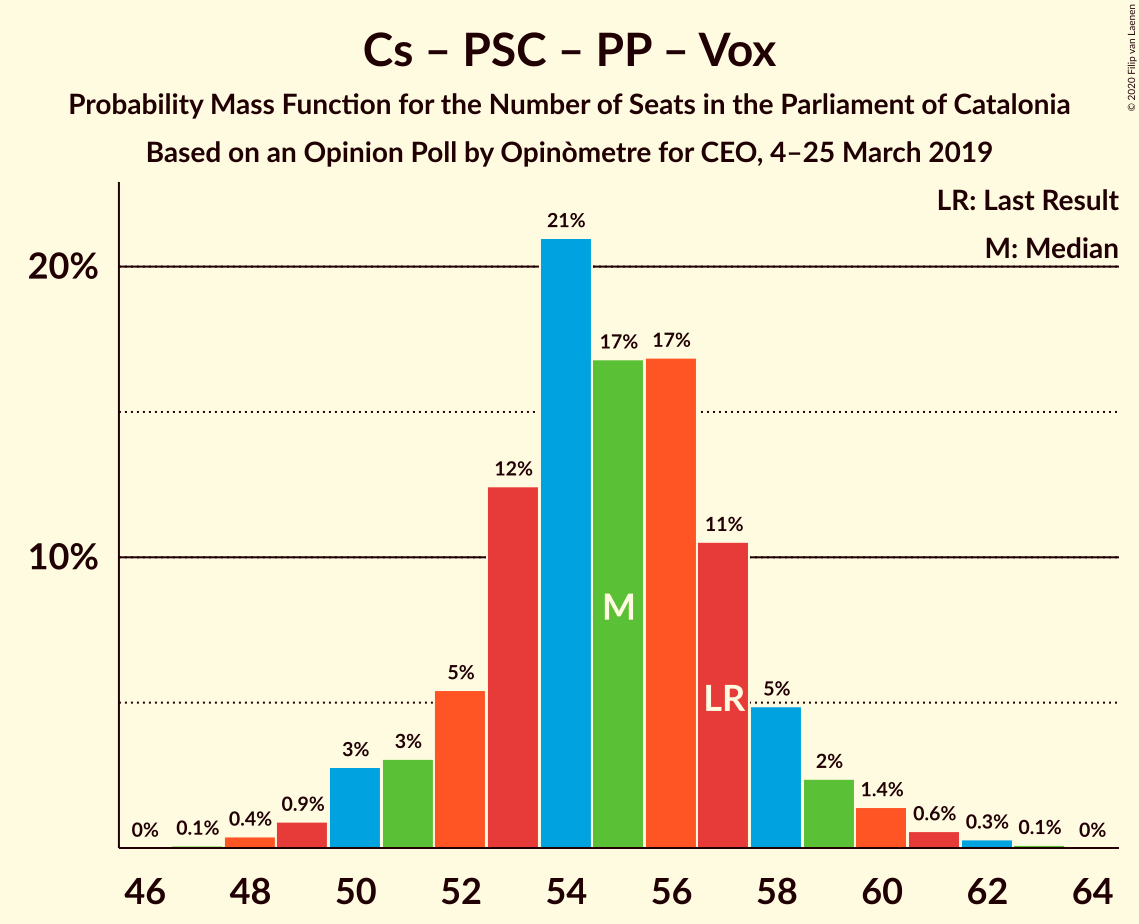 Cs – PSC – PP – Vox
Probability Mass Function for the Number of Seats in the Parliament of Catalonia
Based on an Opinion Poll by Opinòmetre for CEO, 4–25 March 2019
© 2020 Filip van Laenen
LR: Last Result
M: Median
20%
10%
0%
0.1%
0.4%
0.9%
3%
3%
5%
12%
21%
17%
17%
11%
5%
2%
1.4%
0.6%
0.3%
0.1%
0%
M
LR
46 48 50 52 54 56 58 60 62 64